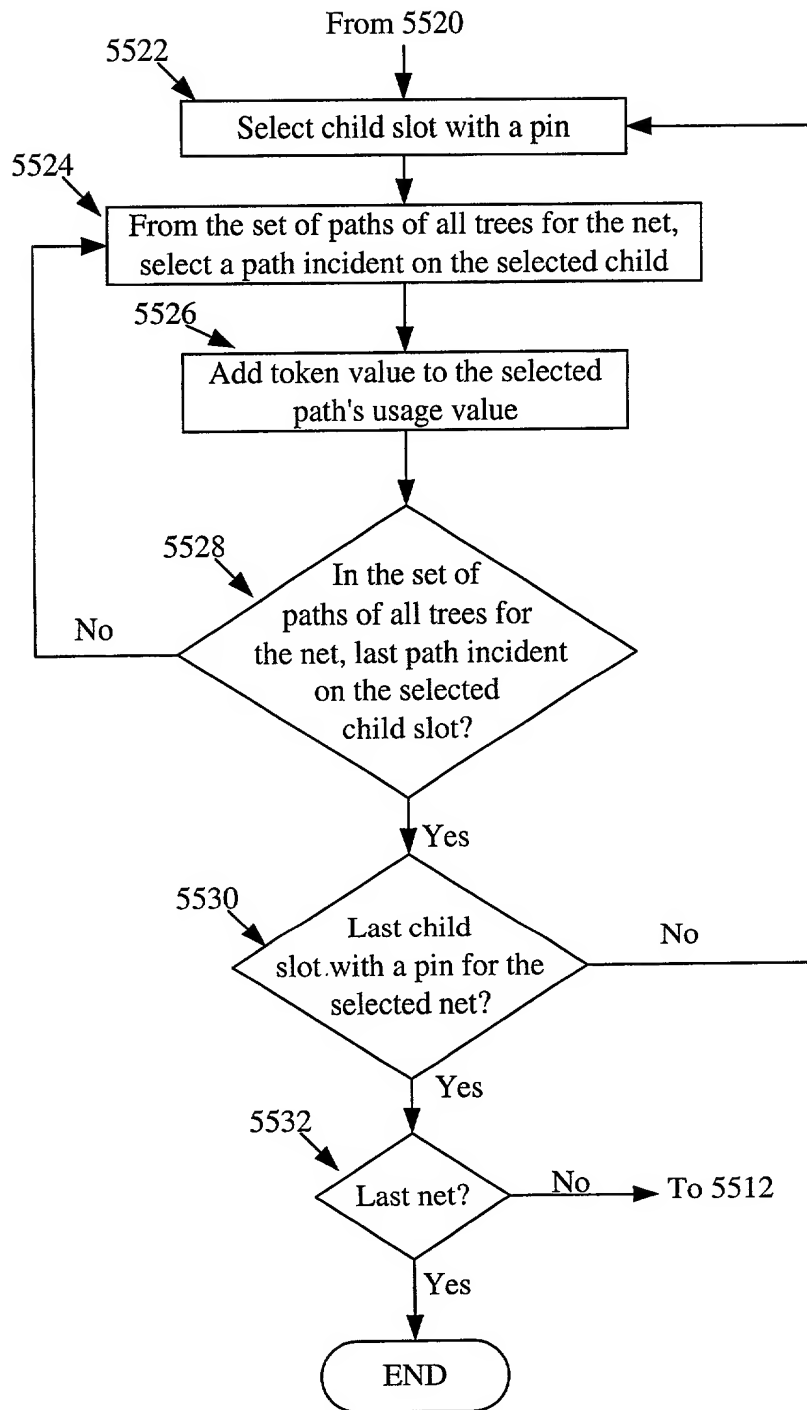 From 5520
5522
Select child slot with a pin
5524
From the set of paths of all trees for the net,
select a path incident on the selected child
5526
Add token value to the selected
path's usage value
5528
In the set of
paths of all trees for
the net, last path incident
on the selected
child slot?
No
Yes
5530
Last child
slot with a pin for the
selected net?
No
Yes
5532
Last net?
No
To 5512
Yes
END